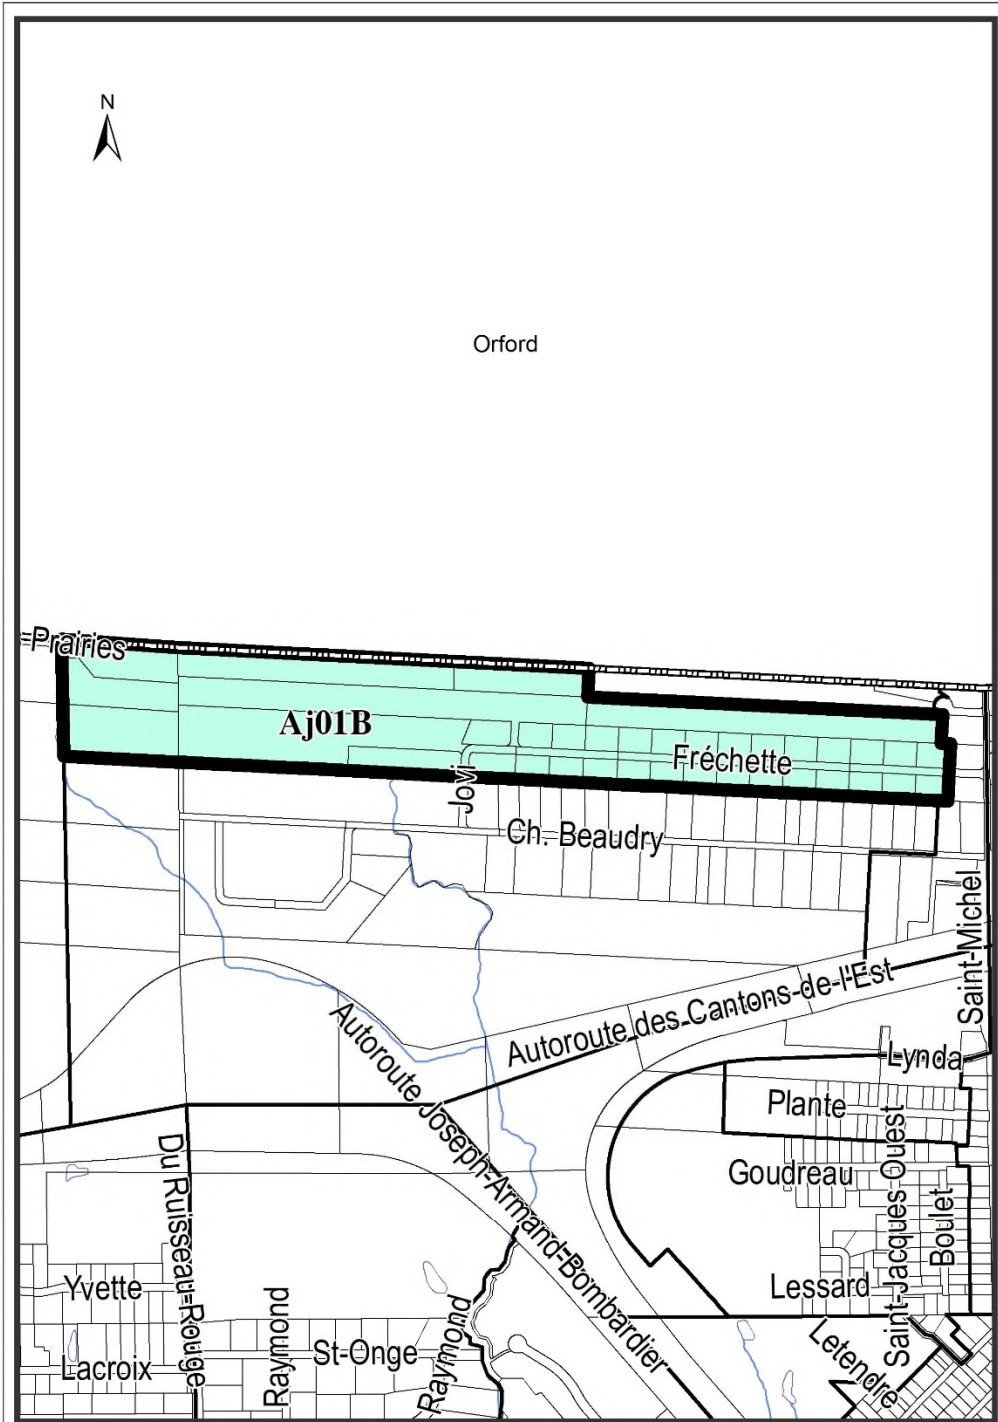 N
Orford
Prairies
Aj01B
Fréchette
Jovi
Ch. Beaudry
Saint-Michel
Autoroute des Cantons-de-l'Est
Autoroute Joseph-Armand-Bombardier
Lynda
Plante
Du Ruisseau-Rouge
Goudreau
Saint-Jacques Ouest
Boulet
Yvette
Raymond
Lessard
St-Onge
Raymond
Letendre
Lacroix